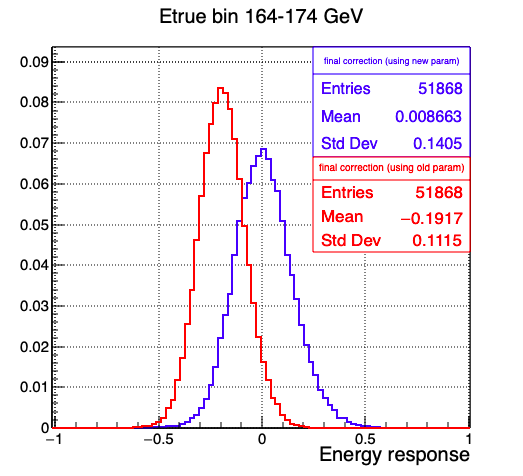 Etrue bin 164-174 GeV
final correction (using new param)
Entries 51868
Mean 0.008663
Std Dev 0.1405
final correction (using old param)
Entries 51868
Mean −0.1917
Std Dev 0.1115
0.09
0.08
0.07
0.06
0.05
0.04
0.03
0.02
0.01
0
−1 −0.5 0 0.5 1
Energy response